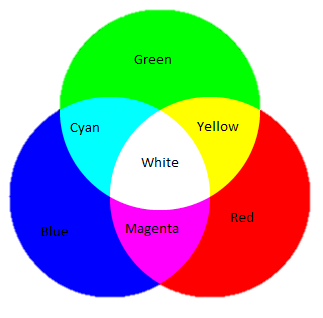 Green
Cyan
Yellow
White
Blue
Magenta
Red